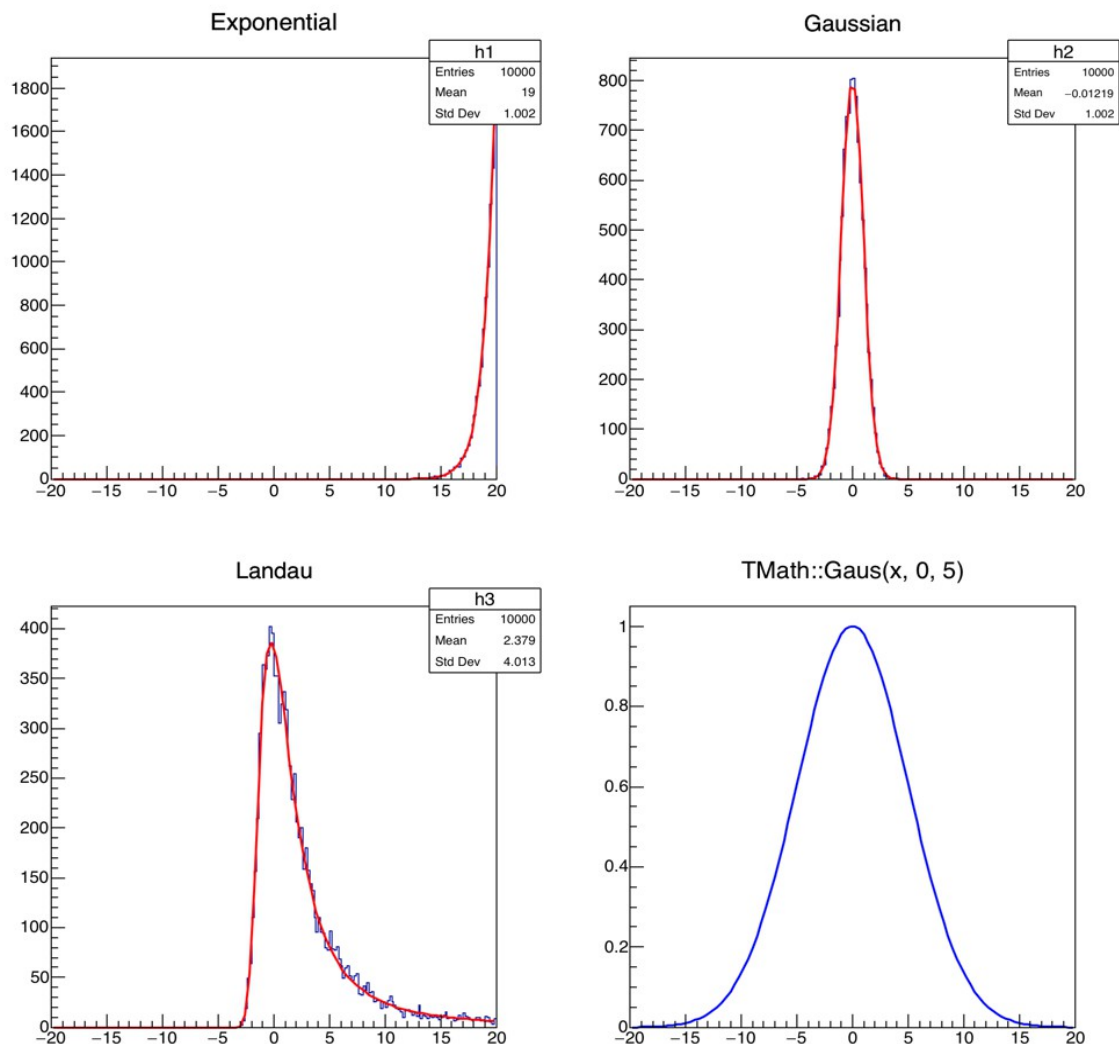 Exponential
h1
Entries 10000
Mean 19
Std Dev 1.002
1800
1600
1400
1200
1000
800
600
400
200
0
−20 −15 −10 −5 0 5 10 15 20
Gaussian
h2
Entries 10000
Mean −0.01219
Std Dev 1.002
800
700
600
500
400
300
200
100
0
−20 −15 −10 −5 0 5 10 15 20
Landau
h3
Entries 10000
Mean 2.379
Std Dev 4.013
400
350
300
250
200
150
100
50
0
−20 −15 −10 −5 0 5 10 15 20
TMath::Gaus(x, 0, 5)
1
0.8
0.6
0.4
0.2
0
−20 −15 −10 −5 0 5 10 15 20